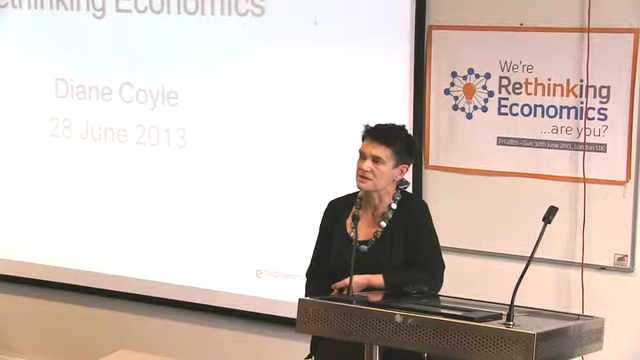 ethinking Economics
Diane Coyle
28 June 2013
We're
Rethinking
Economics
...are you?
Fri 28th - Sun 30th June 2013, London UK